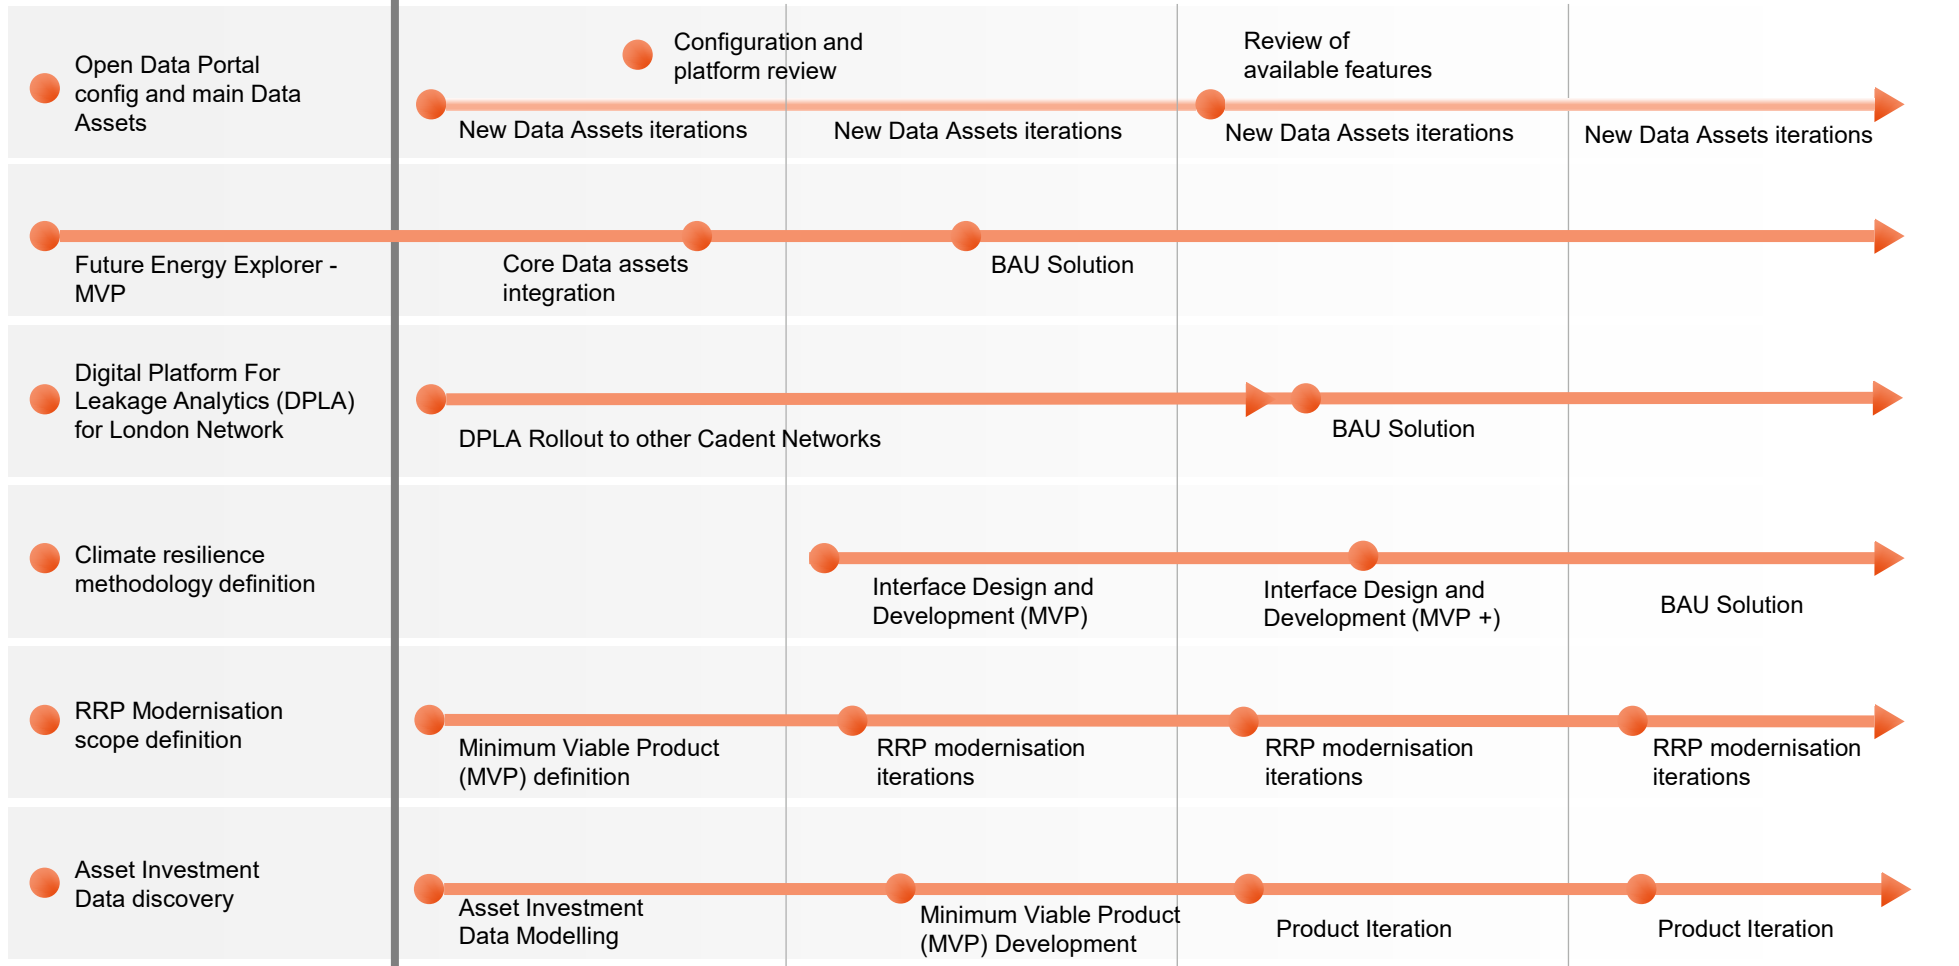 Open Data Portal
config and main Data
Assets
Configuration and
platform review
Review of
available features
New Data Assets iterations
New Data Assets iterations
New Data Assets iterations
New Data Assets iterations
Future Energy Explorer -
MVP
Core Data assets
integration
BAU Solution
Digital Platform For
Leakage Analytics (DPLA)
for London Network
DPLA Rollout to other Cadent Networks
BAU Solution
Climate resilience
methodology definition
Interface Design and
Development (MVP)
Interface Design and
Development (MVP +)
BAU Solution
RRP Modernisation
scope definition
Minimum Viable Product
(MVP) definition
RRP modernisation
iterations
RRP modernisation
iterations
RRP modernisation
iterations
Asset Investment
Data discovery
Asset Investment
Data Modelling
Minimum Viable Product
(MVP) Development
Product Iteration
Product Iteration